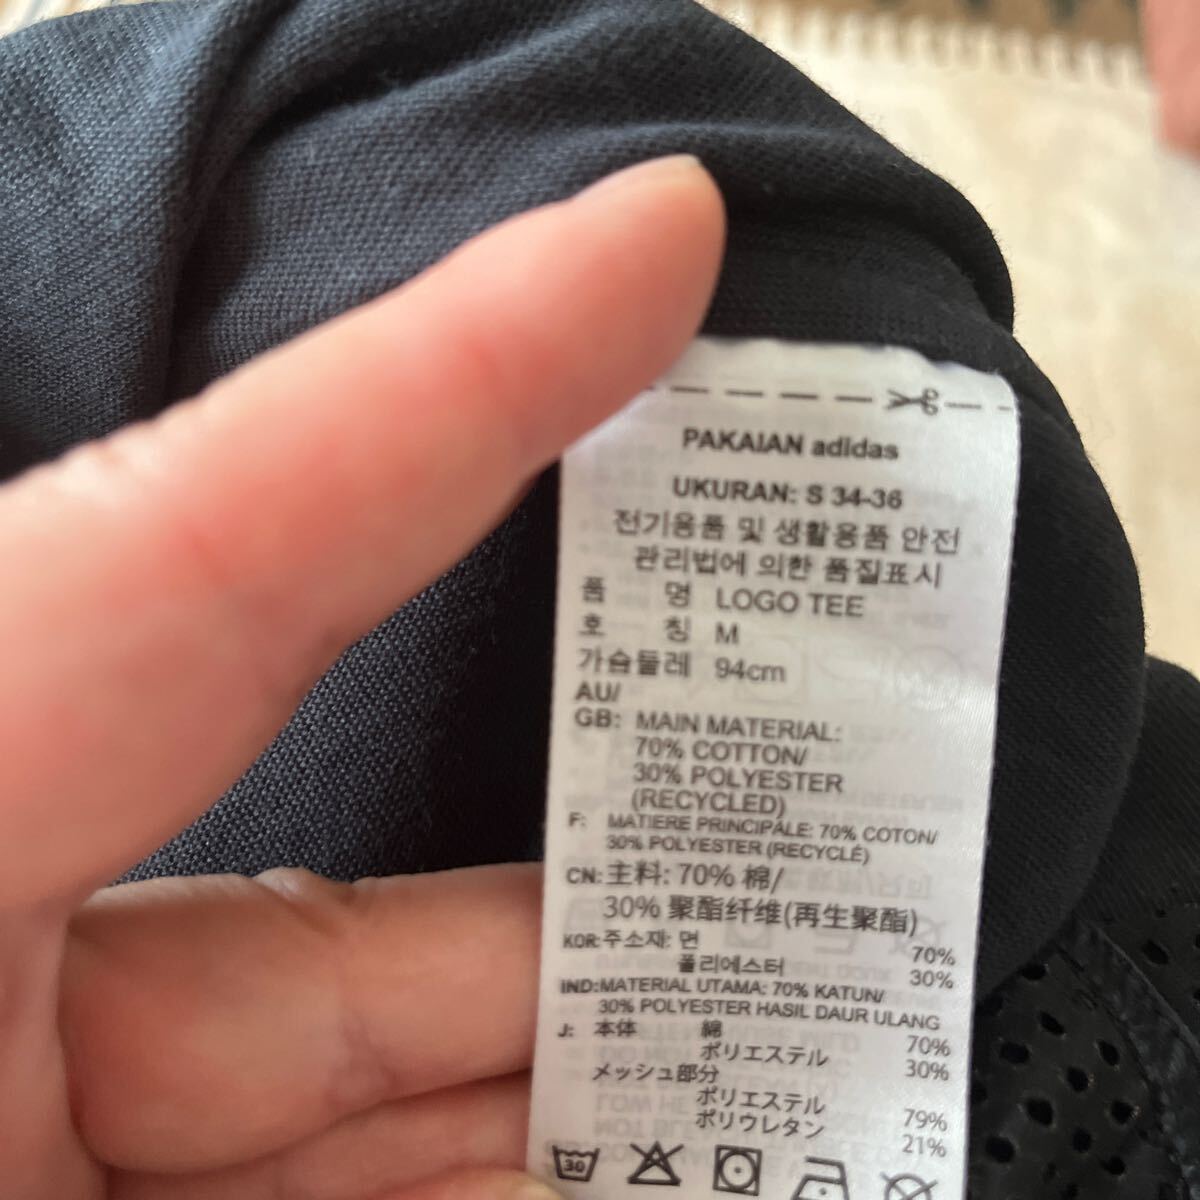 PAKAIAN adidas
UKURAN: S 34-36
전기용품 및 생활용품 안전
관리법에 의한 품질표시
품 명 LOGO TEE
호 칭 M
가슴둘레 94cm
AU/
GB: MAIN MATERIAL:
70% COTTON/
30% POLYESTER
(RECYCLED)
F: MATIERE PRINCIPALE: 70% COTON/
30% POLYESTER (RECYCLÉ)
CN: 主料: 70% 棉/
30% 聚酯纤维(再生聚酯)
KOR: 주소재: 면 70%
폴리에스터 30%
IND: MATERIAL UTAMA: 70% KATUN/
30% POLYESTER HASIL DAUR ULANG
J: 本体 綿 70%
ポリエステル 30%
メッシュ部分
ポリエステル 79%
ポリウレタン 21%
30